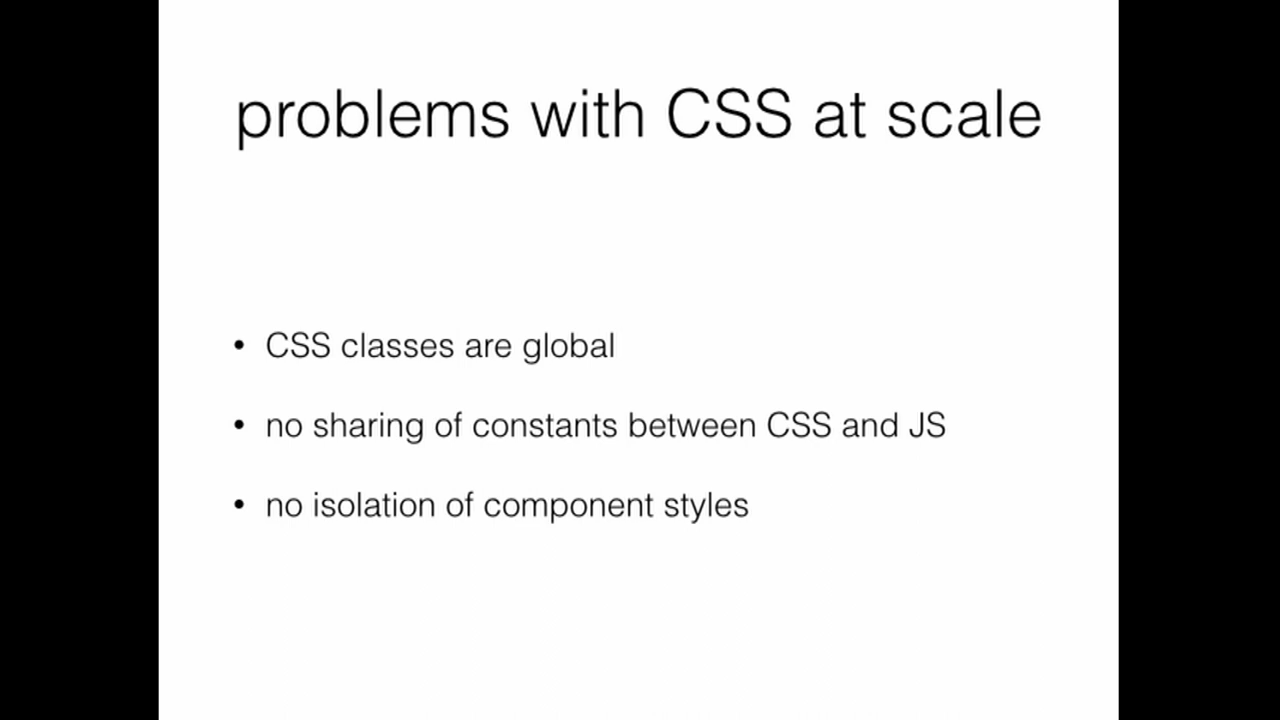 problems with CSS at scale
• CSS classes are global
• no sharing of constants between CSS and JS
• no isolation of component styles